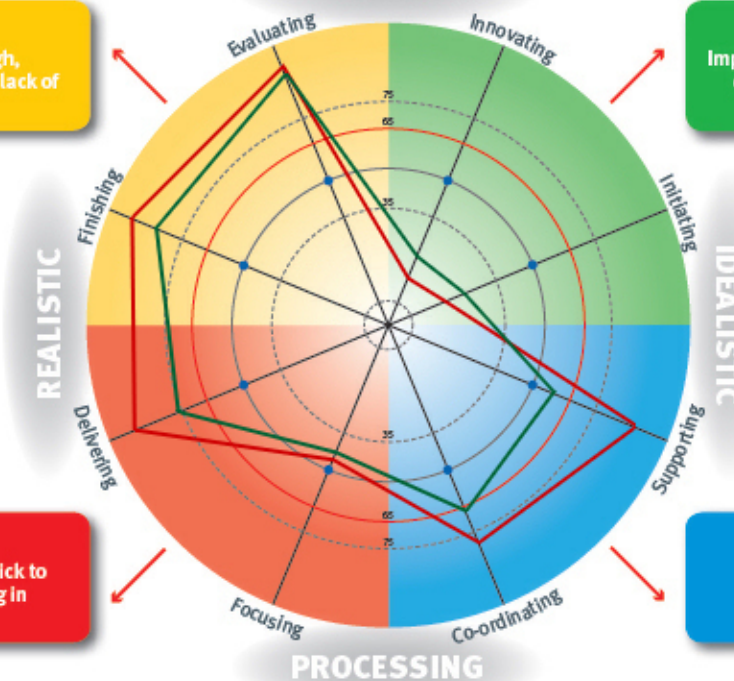 Evaluating
Innovating
gh,
lack of
Imp
75
65
Finishing
Initiating
35
REALISTIC
IDEALISTIC
Delivering
Supporting
35
65
75
ick to
g in
Focusing
Co-ordinating
PROCESSING